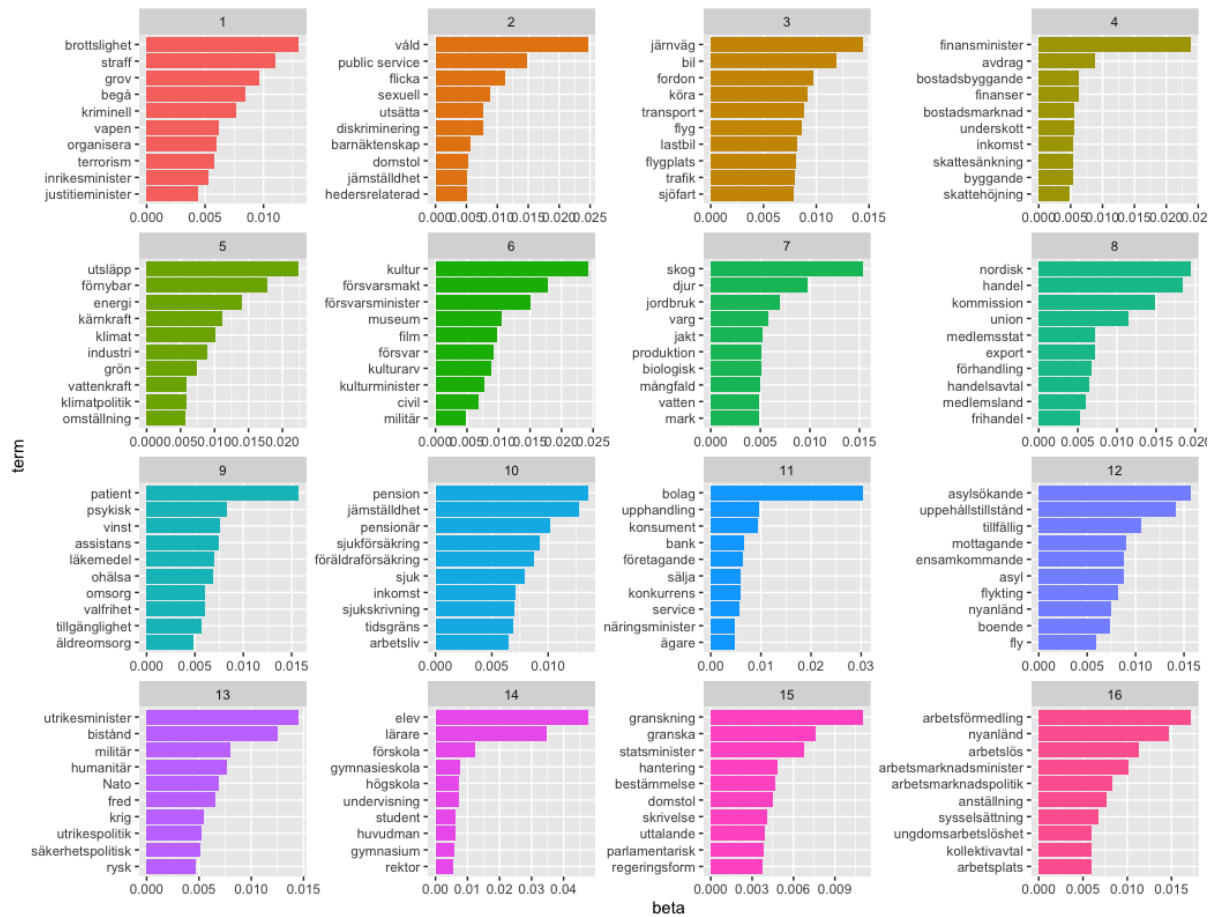 1
brottslighet
straff
grov
begå
kriminell
vapen
organisera
terrorism
inrikesminister
justitieminister
0.000 0.005 0.010
2
våld
public service
flicka
sexuell
utsätta
diskriminering
barnäktenskap
domstol
jämställdhet
hedersrelaterad
0.000 0.005 0.010 0.015 0.020 0.025
3
järnväg
bil
fordon
köra
transport
flyg
lastbil
flygplats
trafik
sjöfart
0.000 0.005 0.010 0.015
4
finansminister
avdrag
bostadsbyggande
finanser
bostadsmarknad
underskott
inkomst
skattesänkning
byggande
skattehöjning
0.000 0.005 0.010 0.015 0.020 0.025
5
utsläpp
förnybar
energi
kärnkraft
klimat
industri
grön
vattenkraft
klimatpolitik
omställning
0.000 0.005 0.010 0.015 0.020
6
kultur
försvarsmakt
försvarsminister
museum
film
försvar
kulturarv
kulturminister
civil
militär
0.000 0.005 0.010 0.015 0.020 0.025
7
skog
djur
jordbruk
varg
jakt
produktion
biologisk
mångfald
vatten
mark
0.000 0.005 0.010 0.015
8
nordisk
handel
kommission
union
medlemsstat
export
förhandling
handelsavtal
medlemsland
frihandel
0.000 0.005 0.010 0.015 0.020
term
9
patient
psykisk
vinst
assistans
läkemedel
ohälsa
omsorg
valfrihet
tillgänglighet
äldreomsorg
0.000 0.005 0.010 0.015
10
pension
jämställdhet
pensionär
sjukförsäkring
föräldraförsäkring
sjuk
inkomst
sjukskrivning
tidsgräns
arbetsliv
0.000 0.005 0.010
11
bolag
upphandling
konsument
bank
företagande
sälja
konkurrens
service
näringsminister
ägare
0.00 0.01 0.02 0.03
12
asylsökande
uppehållstillstånd
tillfällig
mottagande
ensamkommande
asyl
flykting
nyanländ
boende
fly
0.000 0.005 0.010 0.015
13
utrikesminister
bistånd
militär
humanitär
Nato
fred
krig
utrikespolitik
säkerhetspolitisk
rysk
0.000 0.005 0.010 0.015
14
elev
lärare
förskola
gymnasieskola
högskola
undervisning
student
huvudman
gymnasium
rektor
0.00 0.01 0.02 0.03 0.04
15
granskning
granska
statsminister
hantering
bestämmelse
domstol
skrivelse
uttalande
parlamentarisk
regeringsform
0.000 0.003 0.006 0.009
16
arbetsförmedling
nyanländ
arbetslös
arbetsmarknadsminister
arbetsmarknadspolitik
anställning
sysselsättning
ungdomsarbetslöshet
kollektivavtal
arbetsplats
0.000 0.005 0.010 0.015
beta